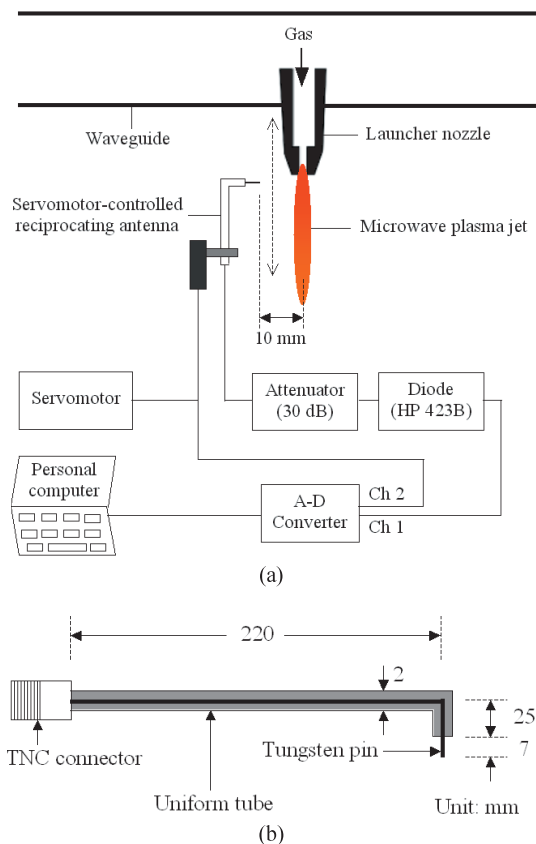 Gas
Waveguide
Launcher nozzle
Servomotor-controlled
reciprocating antenna
Microwave plasma jet
10 mm
Servomotor
Attenuator
(30 dB)
Diode
(HP 423B)
Personal
computer
A-D
Converter
Ch 2
Ch 1
(a)
220
2
25
7
TNC connector
Tungsten pin
Uniform tube
Unit: mm
(b)